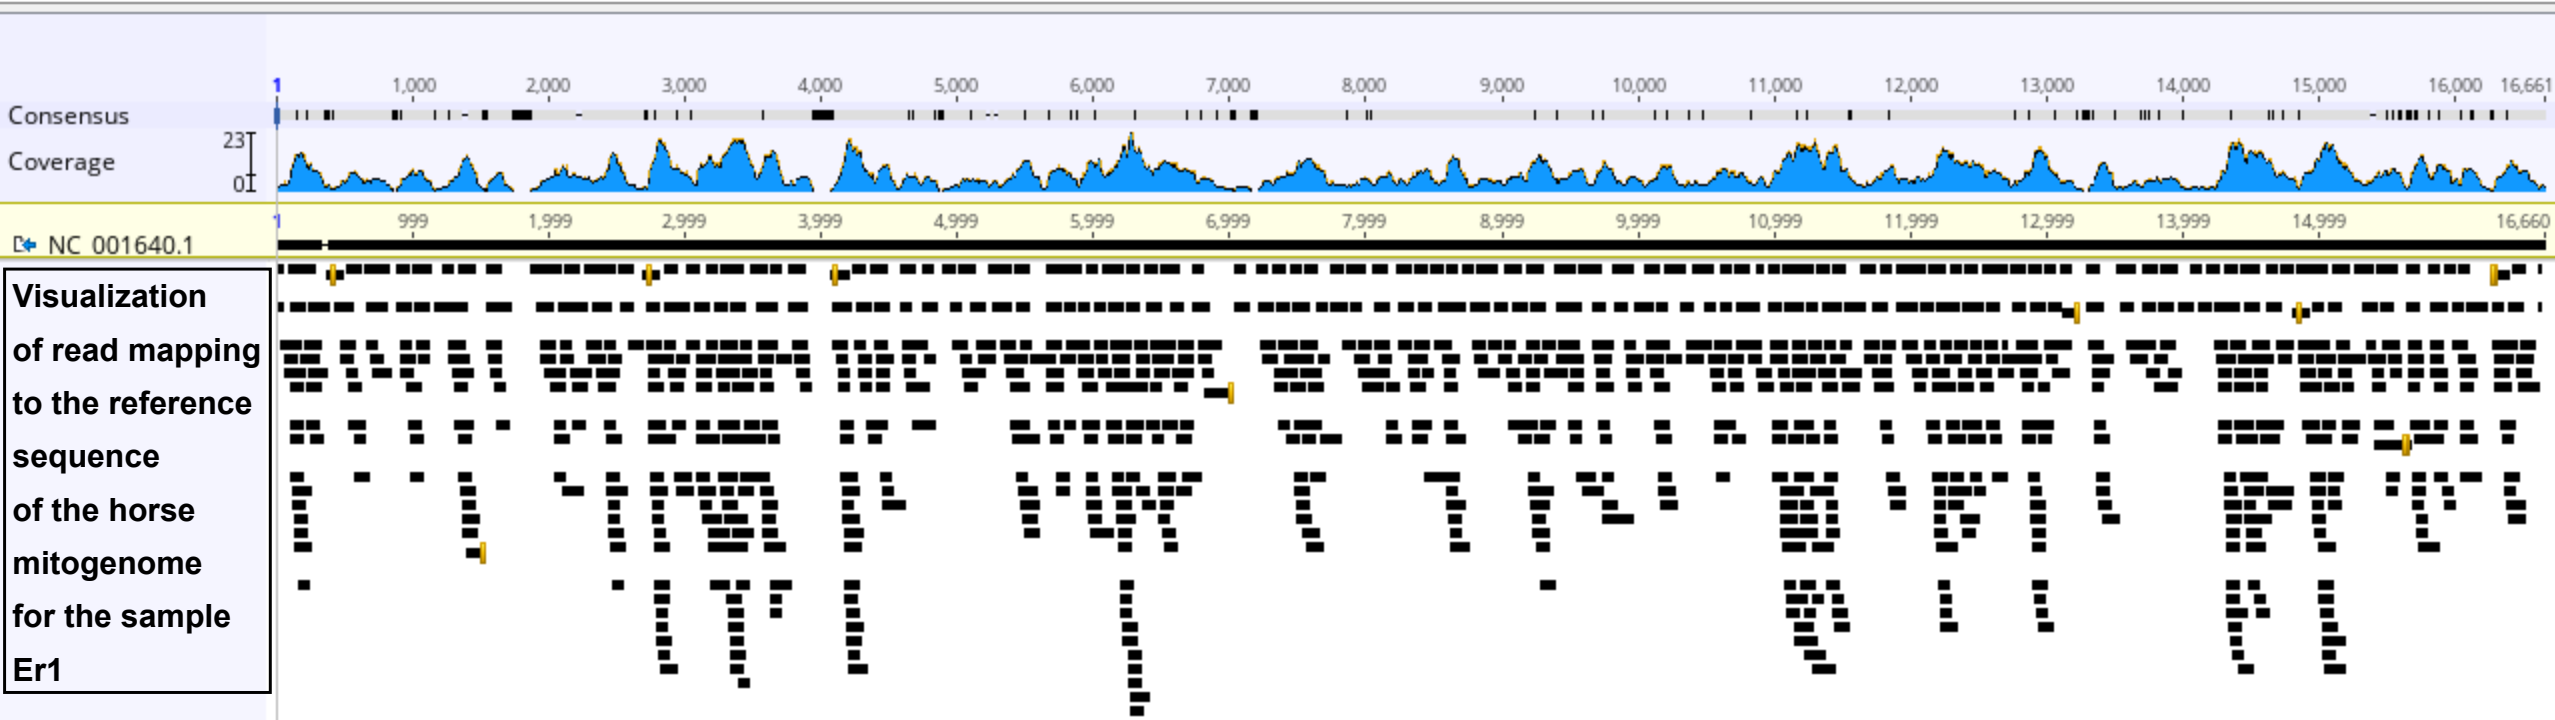 1 1,000 2,000 3,000 4,000 5,000 6,000 7,000 8,000 9,000 10,000 11,000 12,000 13,000 14,000 15,000 16,000 16,661
Consensus
23
Coverage
0
1 999 1,999 2,999 3,999 4,999 5,999 6,999 7,999 8,999 9,999 10,999 11,999 12,999 13,999 14,999 16,660
NC_001640.1
Visualization
of read mapping
to the reference
sequence
of the horse
mitogenome
for the sample
Er1